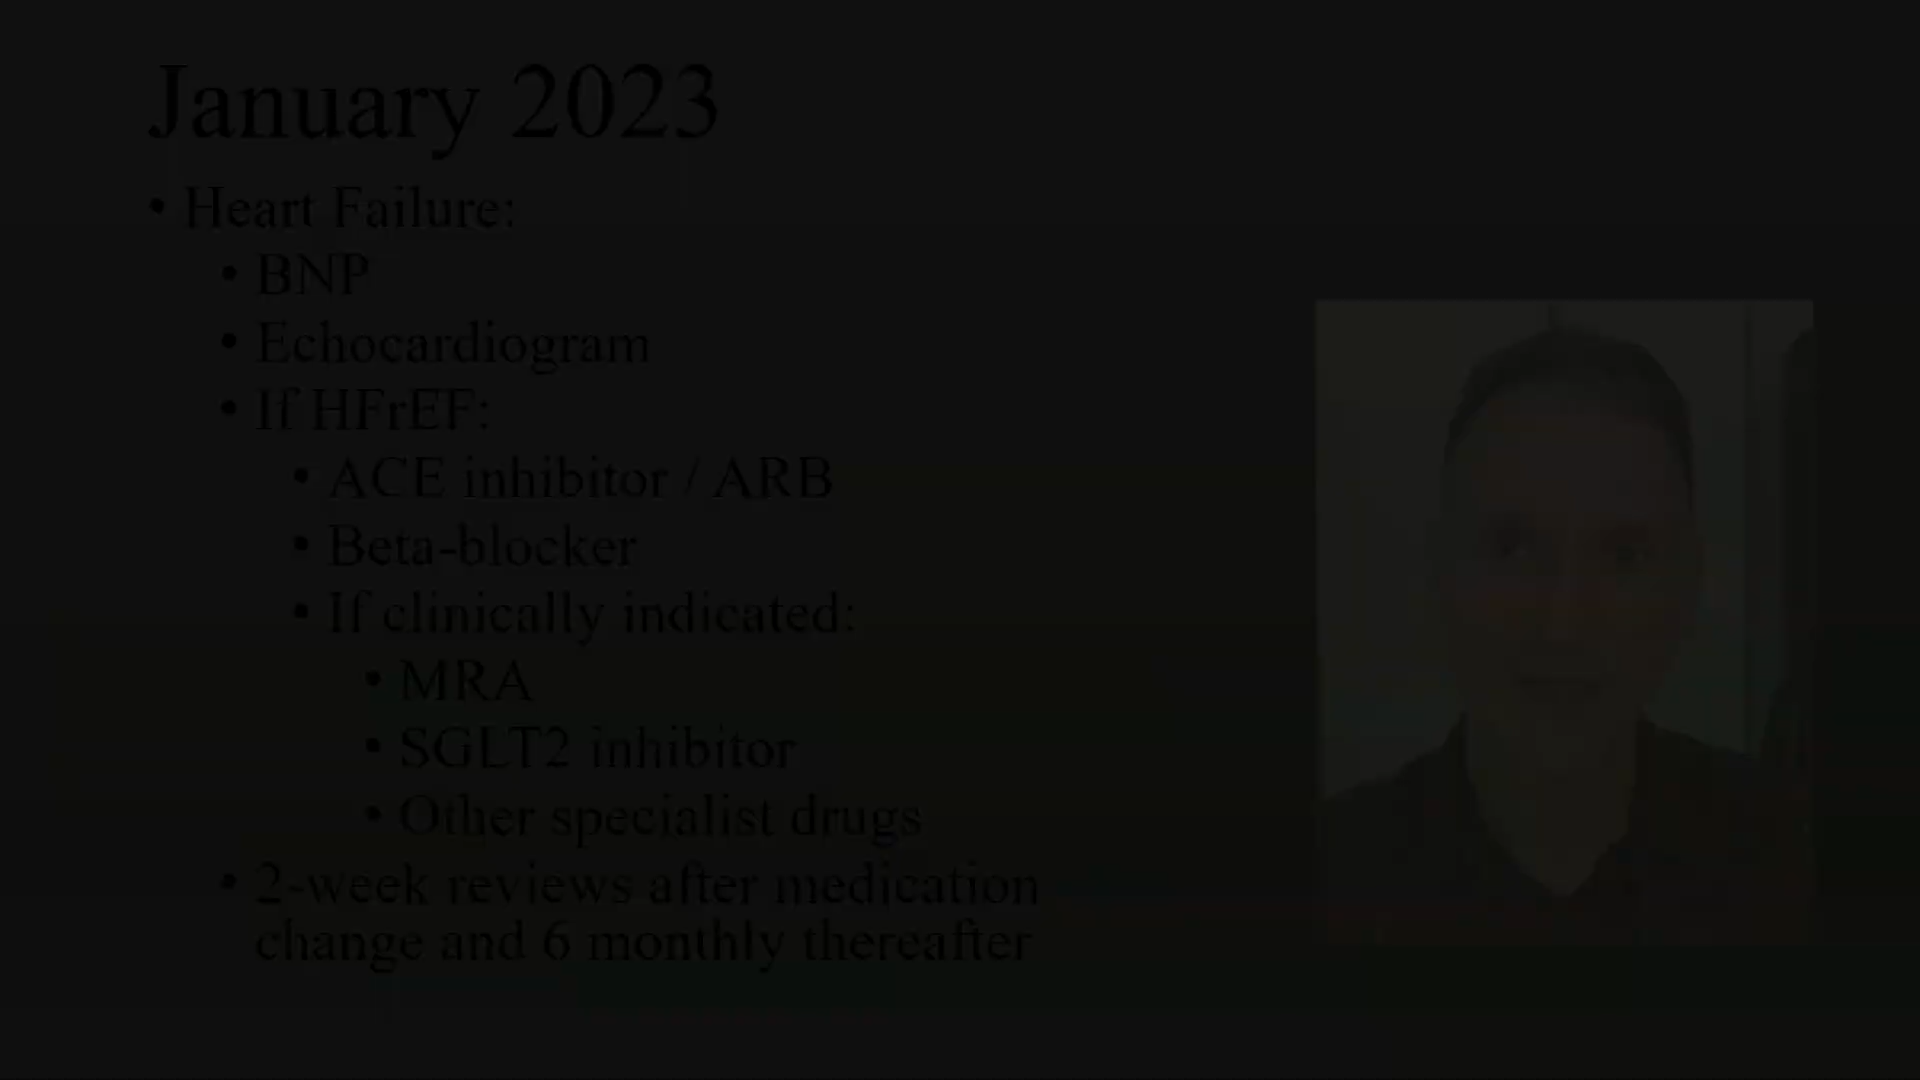 January 2023
• Heart Failure:
• BNP
• Echocardiogram
• If HFrEF:
• ACE inhibitor / ARB
• Beta-blocker
• If clinically indicated:
• MRA
• SGLT2 inhibitor
• Other specialist drugs
• 2-week reviews after medication
change and 6 monthly thereafter